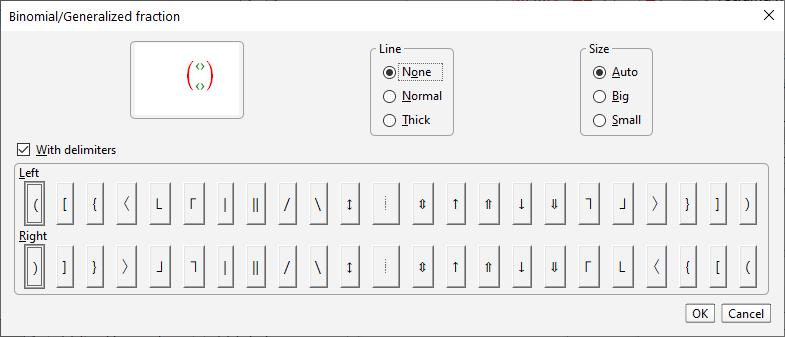 Binomial/Generalized fraction
Line
None
Normal
Thick
Size
Auto
Big
Small
With delimiters
Left
( [ { 〈 ⌊ ⌈ | ‖ / \ ↕ ⸽ ⇕ ↑ ⇑ ↓ ⇓ ⌉ ⌋ 〉 } ] )
Right
) ] } 〉 ⌋ ⌉ | ‖ / \ ↕ ⸽ ⇕ ↑ ⇑ ↓ ⇓ ⌈ ⌊ 〈 { [ (
OK Cancel